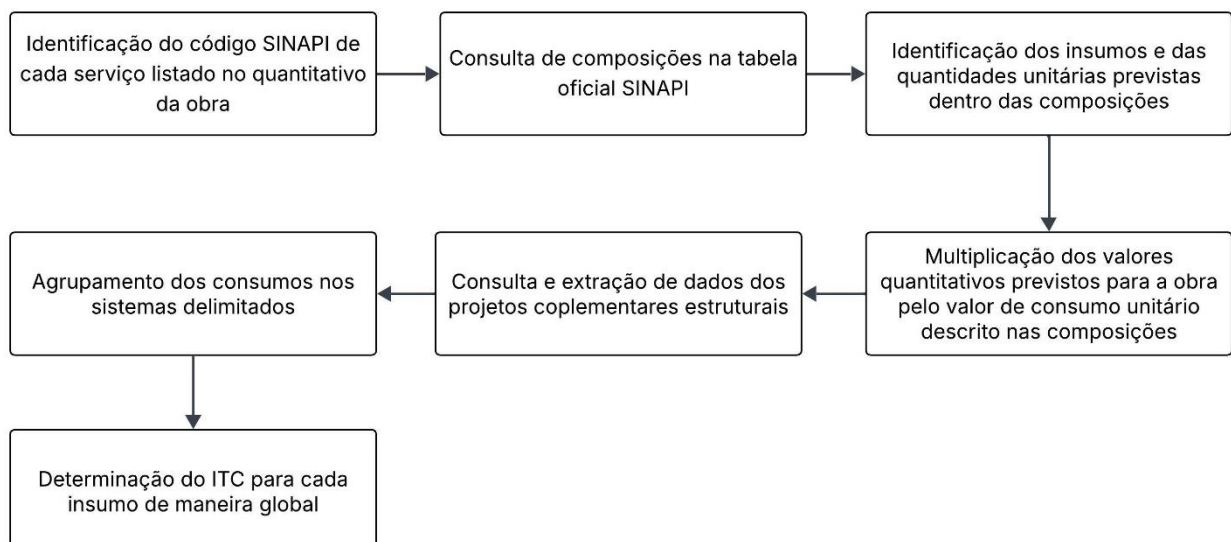 Identificação do código SINAPI de
cada serviço listado no quantitativo
da obra
Consulta de composições na tabela
oficial SINAPI
Identificação dos insumos e das
quantidades unitárias previstas
dentro das composições
Multiplicação dos valores
quantitativos previstos para a obra
pelo valor de consumo unitário
descrito nas composições
Consulta e extração de dados dos
projetos coplementares estruturais
Agrupamento dos consumos nos
sistemas delimitados
Determinação do ITC para cada
insumo de maneira global